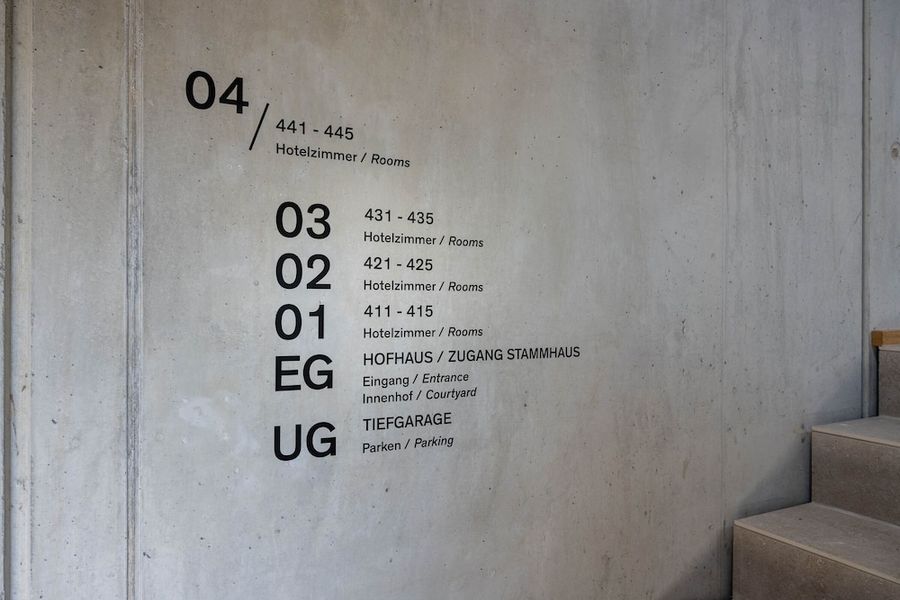 04 / 441 - 445
Hotelzimmer / Rooms
03 431 - 435
Hotelzimmer / Rooms
02 421 - 425
Hotelzimmer / Rooms
01 411 - 415
Hotelzimmer / Rooms
EG HOFHAUS / ZUGANG STAMMHAUS
Eingang / Entrance
Innenhof / Courtyard
UG TIEFGARAGE
Parken / Parking